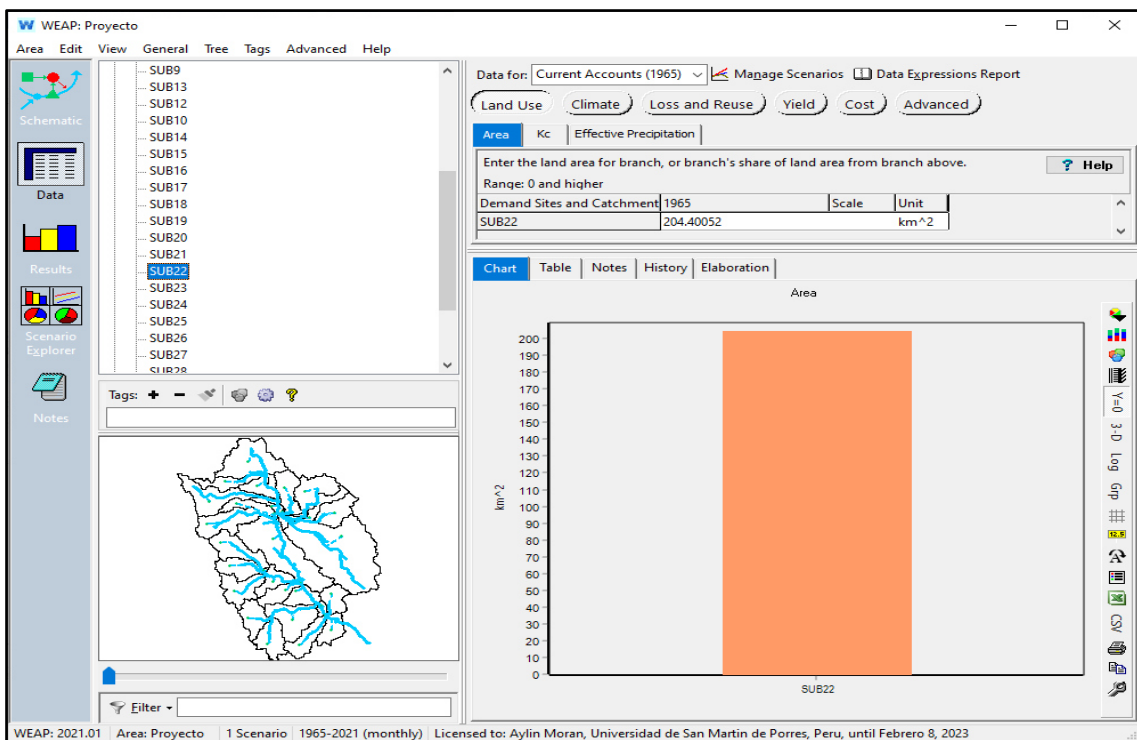 WEAP: Proyecto
Area Edit View General Tree Tags Advanced Help
Schematic
Data
Results
Scenario
Explorer
Notes
SUB9
SUB13
SUB12
SUB10
SUB14
SUB15
SUB16
SUB17
SUB18
SUB19
SUB20
SUB21
SUB22
SUB23
SUB24
SUB25
SUB26
SUB27
SUB28
Tags:
Filter
Data for: Current Accounts (1965) Manage Scenarios Data Expressions Report
Land Use Climate Loss and Reuse Yield Cost Advanced
Area Kc Effective Precipitation
Enter the land area for branch, or branch's share of land area from branch above.
? Help
Range: 0 and higher
Demand Sites and Catchment 1965 Scale Unit
SUB22 204.40052 km^2
Chart Table Notes History Elaboration
Area
200
190
180
170
160
150
140
130
120
110
100
90
80
70
60
50
40
30
20
10
0
km^2
SUB22
Y=0
3-D
Log
Grp
12.5
A
CSV
WEAP: 2021.01 Area: Proyecto 1 Scenario 1965-2021 (monthly) Licensed to: Aylin Moran, Universidad de San Martin de Porres, Peru, until Febrero 8, 2023